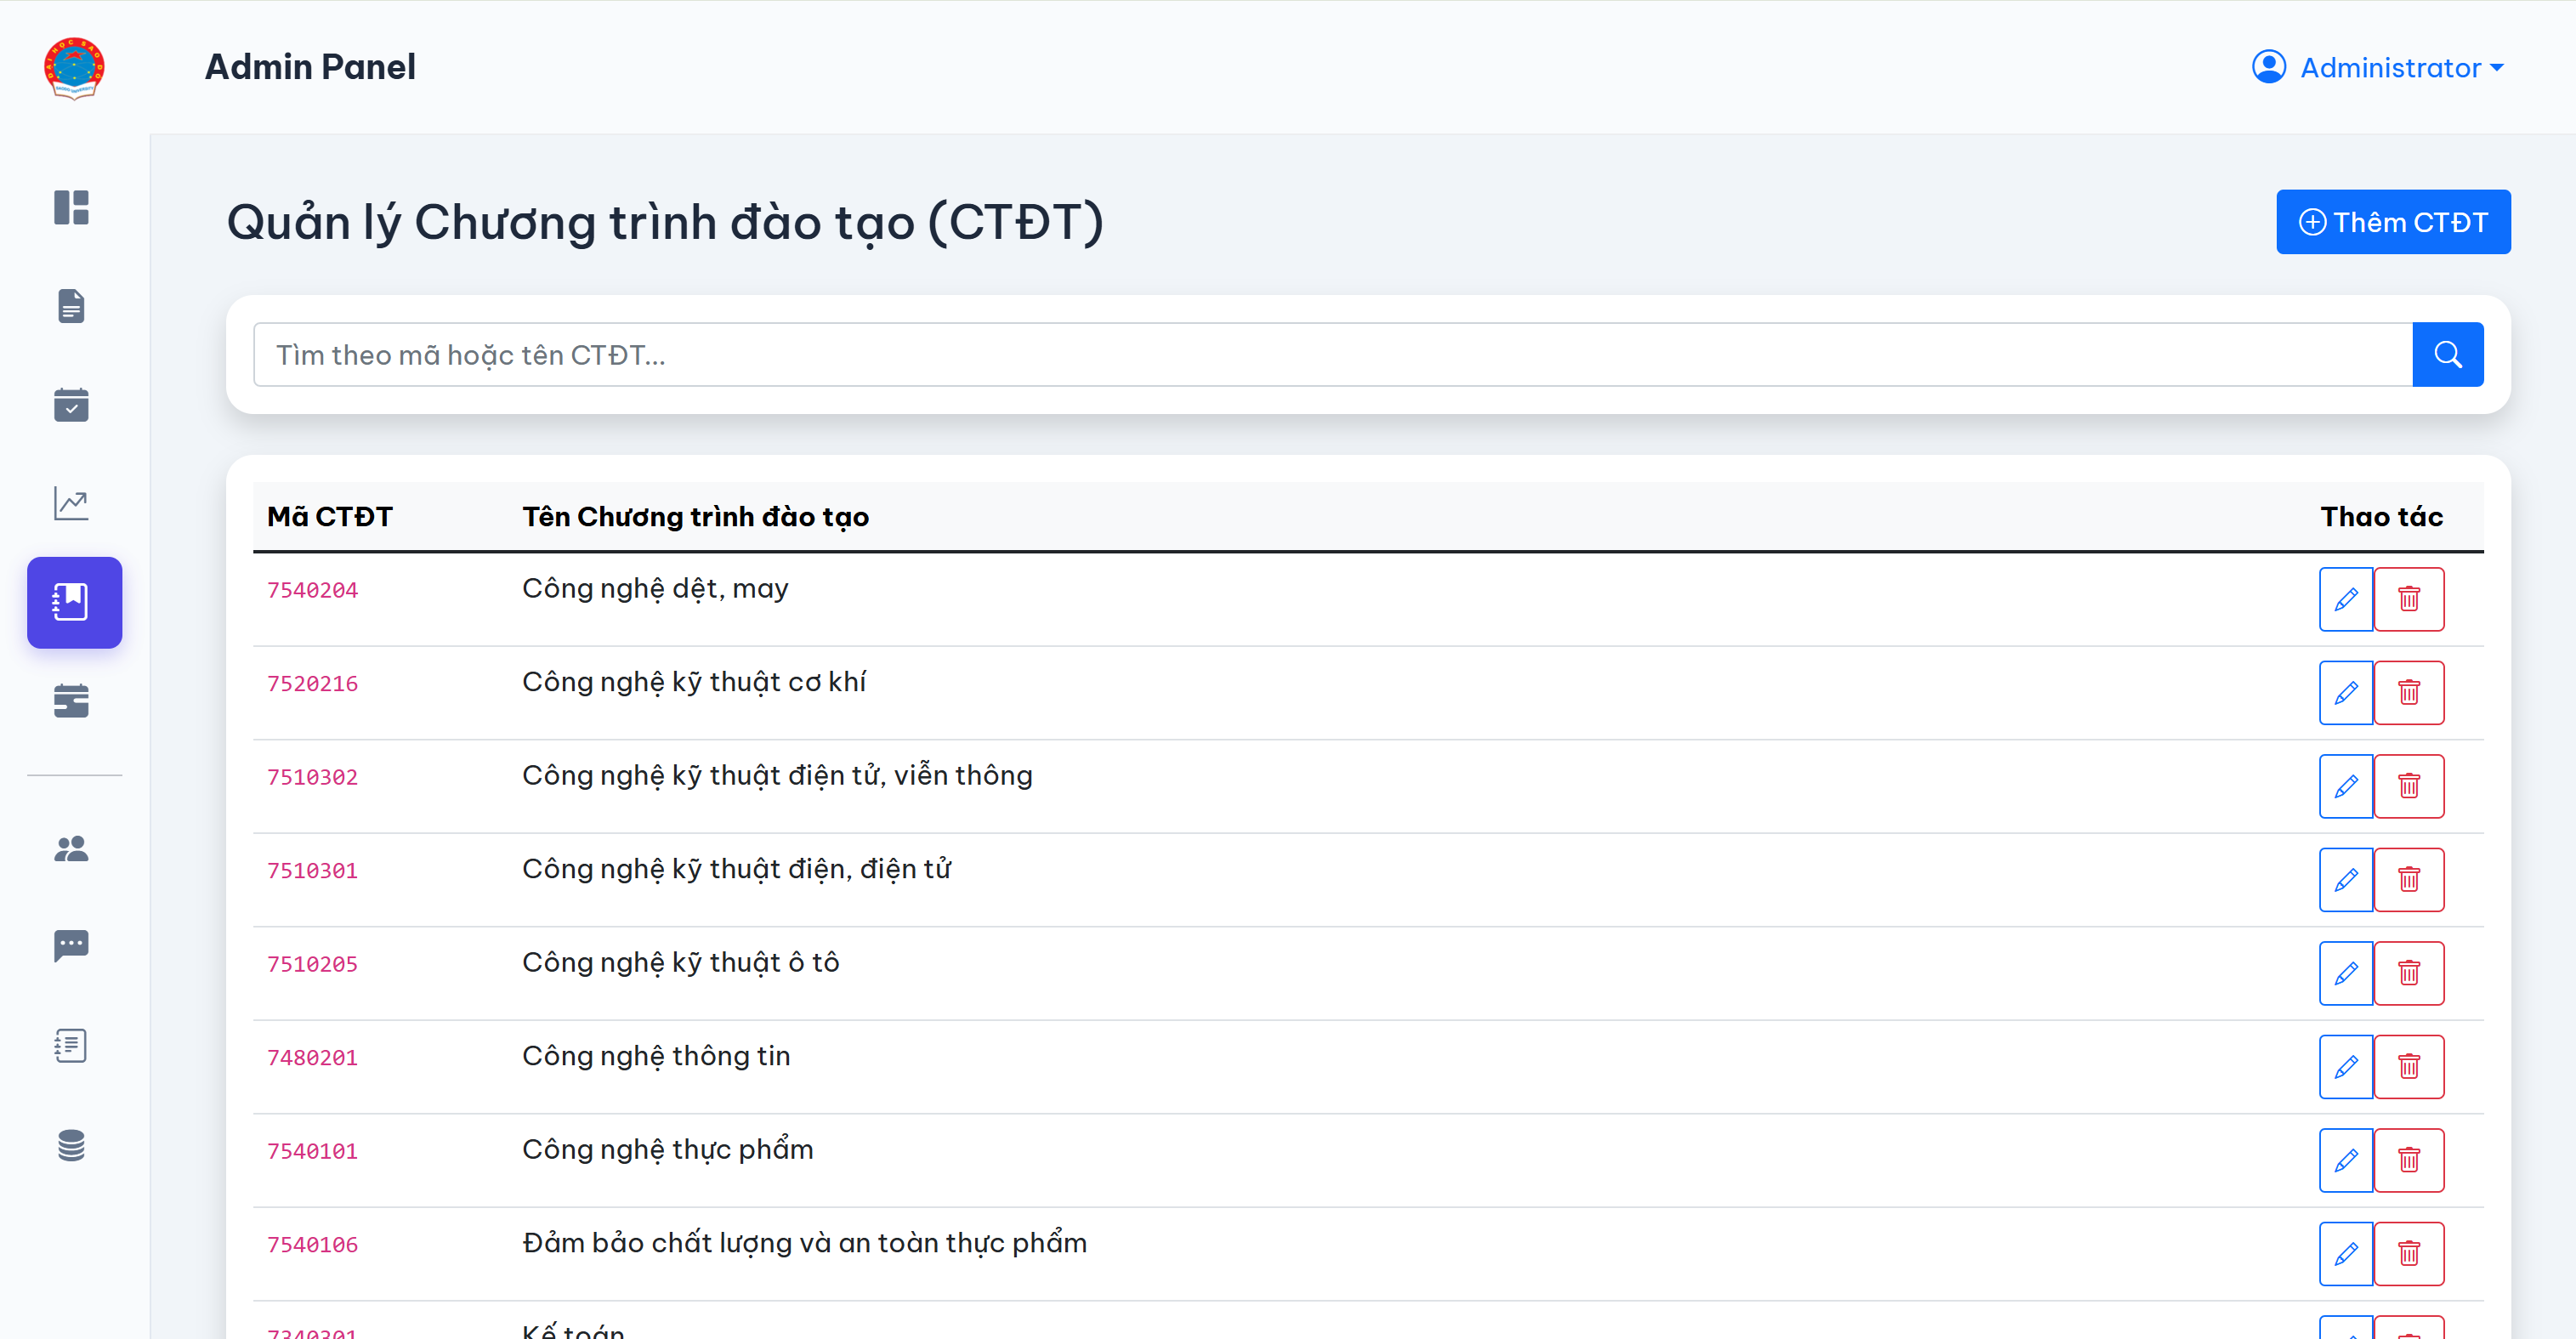 Admin Panel
Administrator
Quản lý Chương trình đào tạo (CTĐT)
Thêm CTĐT
Tìm theo mã hoặc tên CTĐT...
Mã CTĐT Tên Chương trình đào tạo Thao tác
7540204 Công nghệ dệt, may
7520216 Công nghệ kỹ thuật cơ khí
7510302 Công nghệ kỹ thuật điện tử, viễn thông
7510301 Công nghệ kỹ thuật điện, điện tử
7510205 Công nghệ kỹ thuật ô tô
7480201 Công nghệ thông tin
7540101 Công nghệ thực phẩm
7540106 Đảm bảo chất lượng và an toàn thực phẩm
7340301 Kế toán